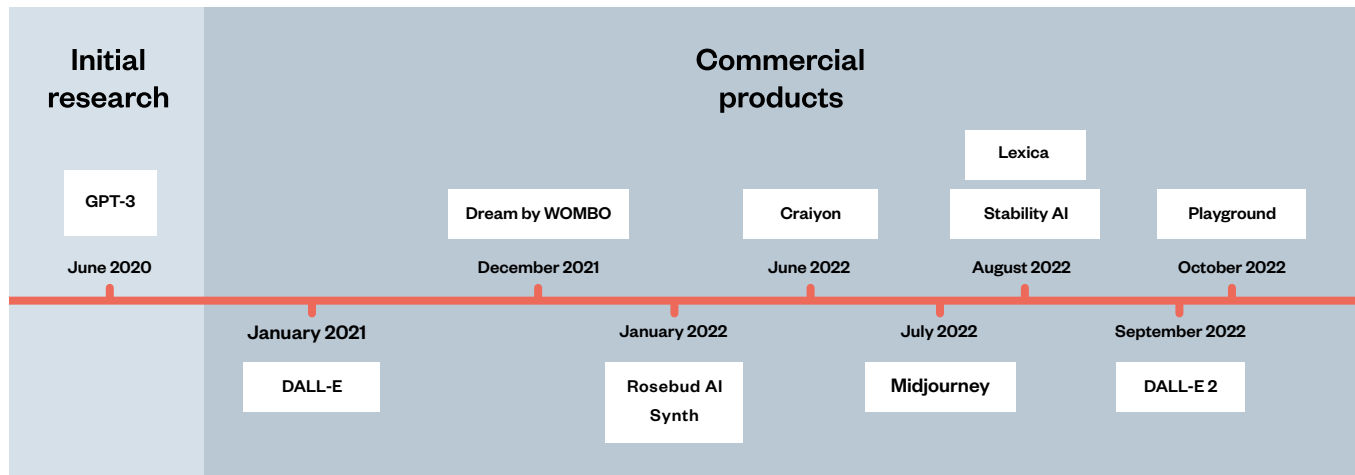 Initial
research
Commercial
products
GPT-3
June 2020
January 2021
DALL-E
Dream by WOMBO
December 2021
January 2022
Rosebud AI
Synth
Craiyon
June 2022
July 2022
Midjourney
Lexica
Stability AI
August 2022
September 2022
DALL-E 2
Playground
October 2022